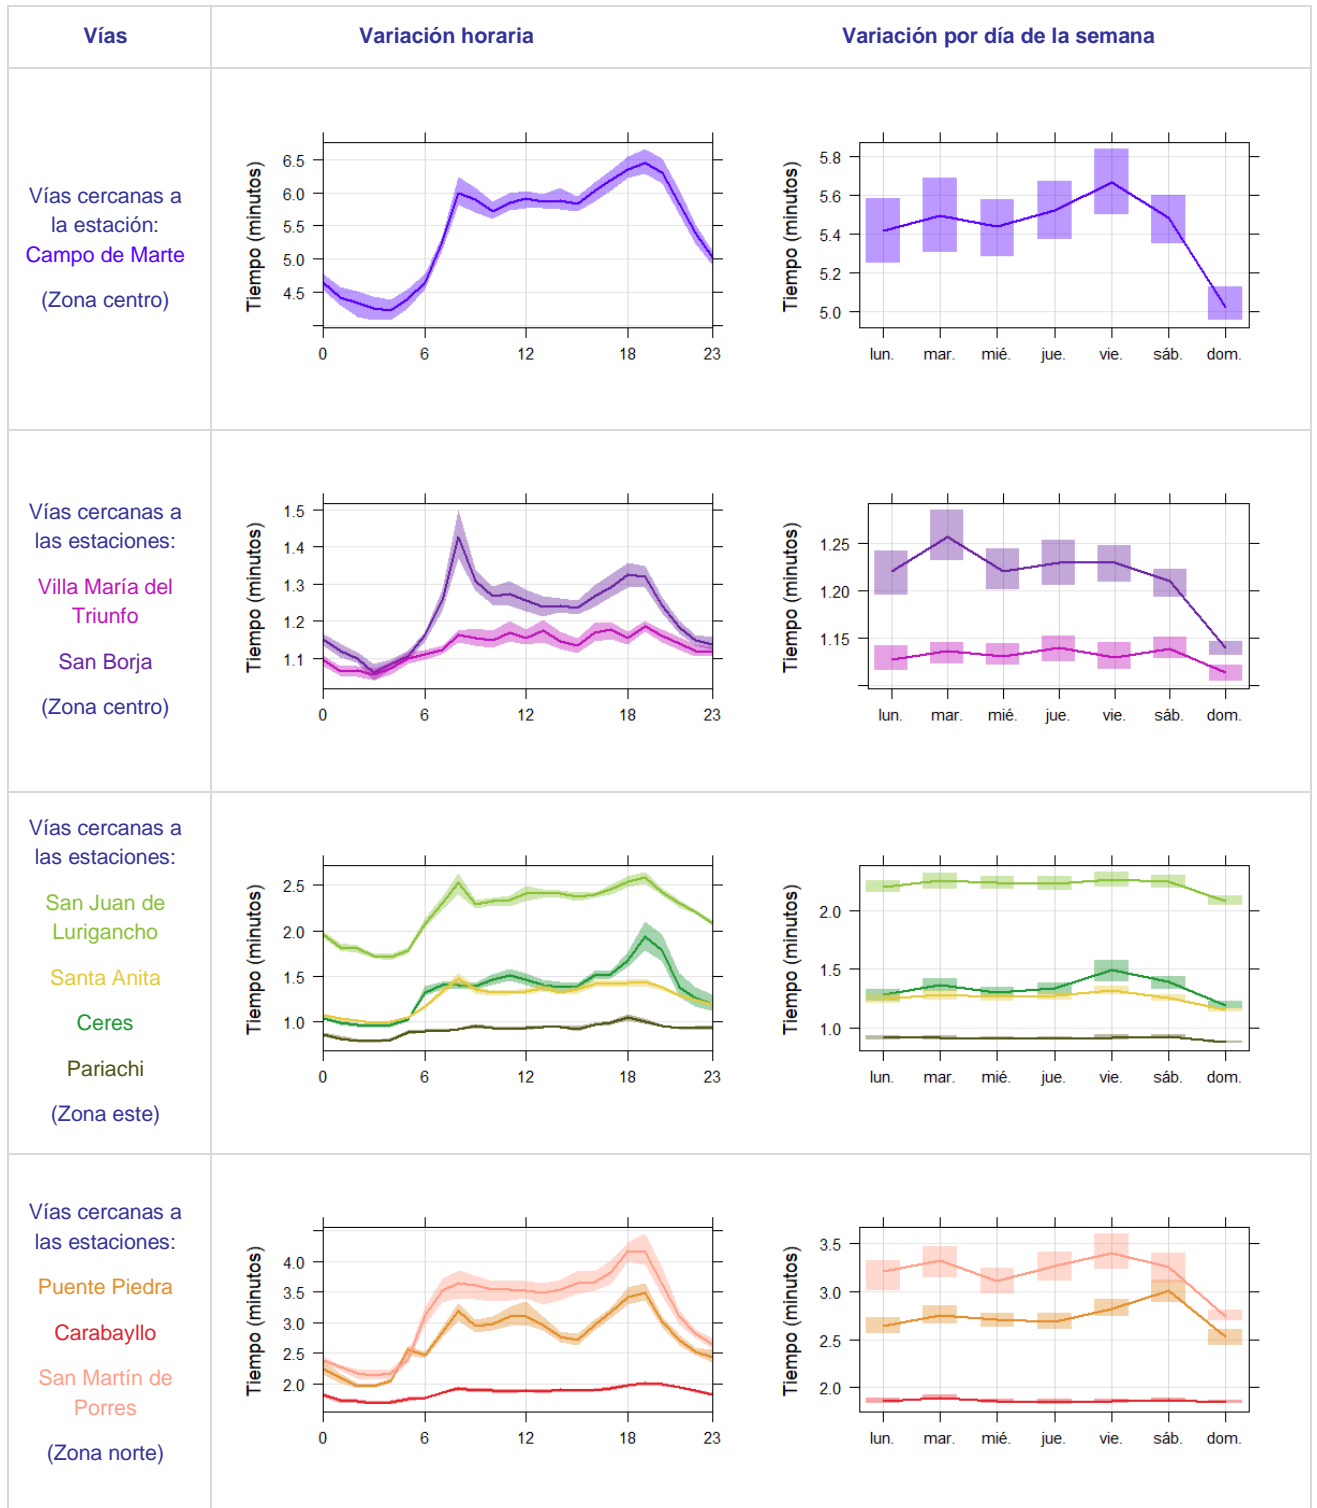 Vías
Variación horaria
Variación por día de la semana
Vías cercanas a
la estación:
Campo de Marte
(Zona centro)
Tiempo (minutos)
6.5
6.0
5.5
5.0
4.5
0 6 12 18 23
Tiempo (minutos)
5.8
5.6
5.4
5.2
5.0
lun. mar. mié. jue. vie. sáb. dom.
Vías cercanas a
las estaciones:
Villa María del
Triunfo
San Borja
(Zona centro)
Tiempo (minutos)
1.5
1.4
1.3
1.2
1.1
0 6 12 18 23
Tiempo (minutos)
1.25
1.20
1.15
lun. mar. mié. jue. vie. sáb. dom.
Vías cercanas a
las estaciones:
San Juan de
Lurigancho
Santa Anita
Ceres
Pariachi
(Zona este)
Tiempo (minutos)
2.5
2.0
1.5
1.0
0 6 12 18 23
Tiempo (minutos)
2.0
1.5
1.0
lun. mar. mié. jue. vie. sáb. dom.
Vías cercanas a
las estaciones:
Puente Piedra
Carabayllo
San Martín de
Porres
(Zona norte)
Tiempo (minutos)
4.0
3.5
3.0
2.5
2.0
0 6 12 18 23
Tiempo (minutos)
3.5
3.0
2.5
2.0
lun. mar. mié. jue. vie. sáb. dom.